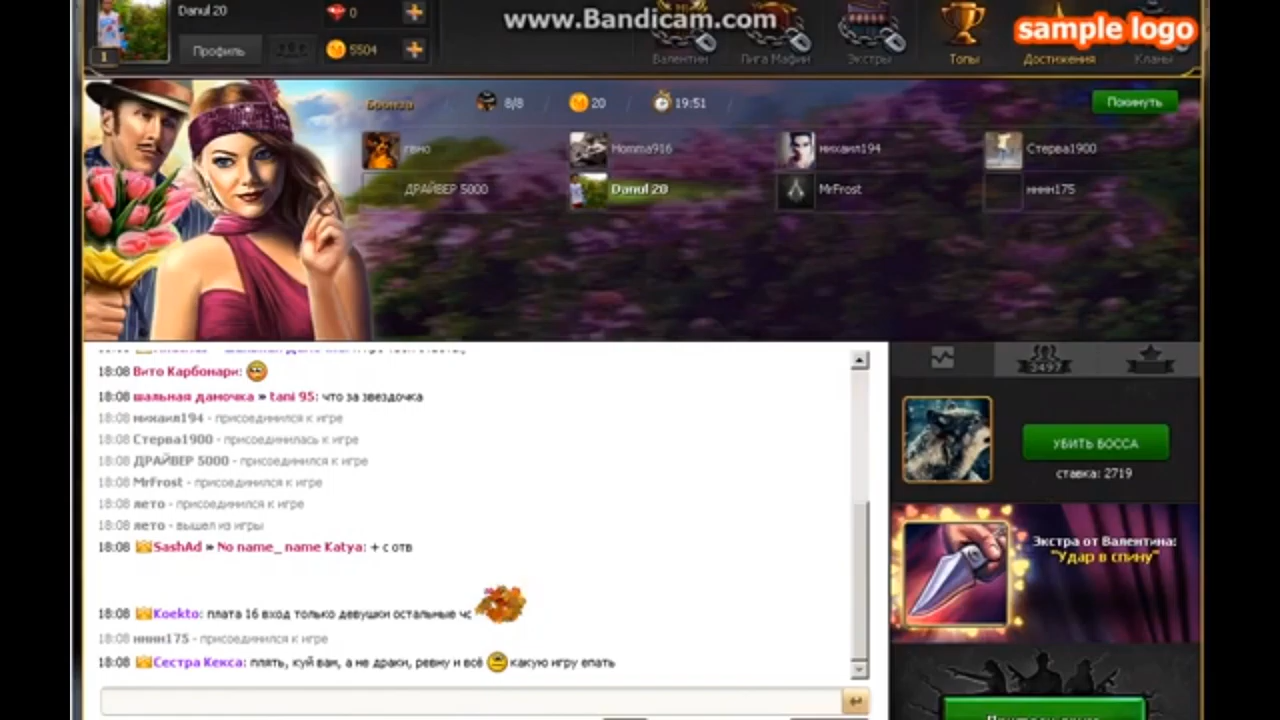 Danul 20
0
www.Bandicam.com
sample logo
1
Профиль
5504
Валентин
Лига Мафии
Экстры
Топы
Достижения
Кланы
Бронза
8/8
20
19:51
Покинуть
гвно
Homma916
михаил194
Стерва1900
ДРАЙВЕР 5000
Danul 20
MrFrost
нннн175
18:08 Вито Карбонари:
18:08 шальная дамочка » tani 95: что за звездочка
18:08 михаил194 - присоединился к игре
18:08 Стерва1900 - присоединилась к игре
18:08 ДРАЙВЕР 5000 - присоединился к игре
18:08 MrFrost - присоединился к игре
18:08 лето - присоединился к игре
18:08 лето - вышел из игры
18:08 SashAd » No name_ name Katya: + с отв
18:08 Koekto: плата 16 вход только девушки остальные чс
18:08 нннн175 - присоединился к игре
18:08 Сестра Кекса: плять, куй вам, а не драки, ревну и всё какую игру епать
3497
УБИТЬ БОССА
ставка: 2719
Экстра от Валентина:
"Удар в спину"